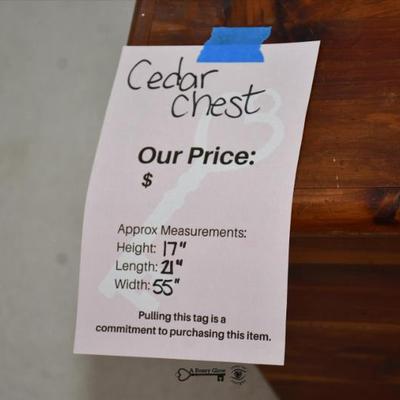 Cedar
Chest
Our Price:
$
Approx Measurements:
Height: 17"
Length: 21"
Width: 55"
Pulling this tag is a
commitment to purchasing this item.